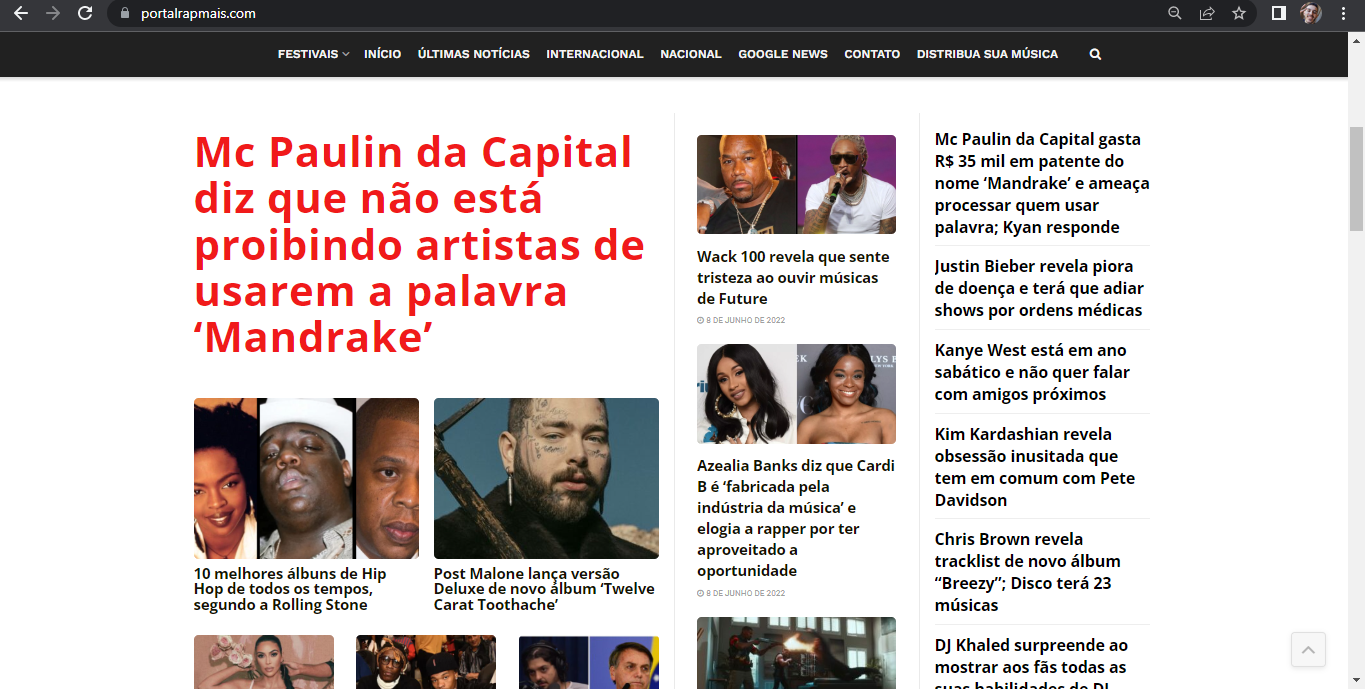 portalrapmais.com
FESTIVAIS INÍCIO ÚLTIMAS NOTÍCIAS INTERNACIONAL NACIONAL GOOGLE NEWS CONTATO DISTRIBUA SUA MÚSICA
Mc Paulin da Capital
diz que não está
proibindo artistas de
usarem a palavra
‘Mandrake’
10 melhores álbuns de Hip
Hop de todos os tempos,
segundo a Rolling Stone
Post Malone lança versão
Deluxe de novo álbum ‘Twelve
Carat Toothache’
Wack 100 revela que sente
tristeza ao ouvir músicas
de Future
8 DE JUNHO DE 2022
Azealia Banks diz que Cardi
B é ‘fabricada pela
indústria da música’ e
elogia a rapper por ter
aproveitado a
oportunidade
8 DE JUNHO DE 2022
Mc Paulin da Capital gasta
R$ 35 mil em patente do
nome ‘Mandrake’ e ameaça
processar quem usar
palavra; Kyan responde
Justin Bieber revela piora
de doença e terá que adiar
shows por ordens médicas
Kanye West está em ano
sabático e não quer falar
com amigos próximos
Kim Kardashian revela
obsessão inusitada que
tem em comum com Pete
Davidson
Chris Brown revela
tracklist de novo álbum
“Breezy”; Disco terá 23
músicas
DJ Khaled surpreende ao
mostrar aos fãs todas as
suas habilidades de DJ